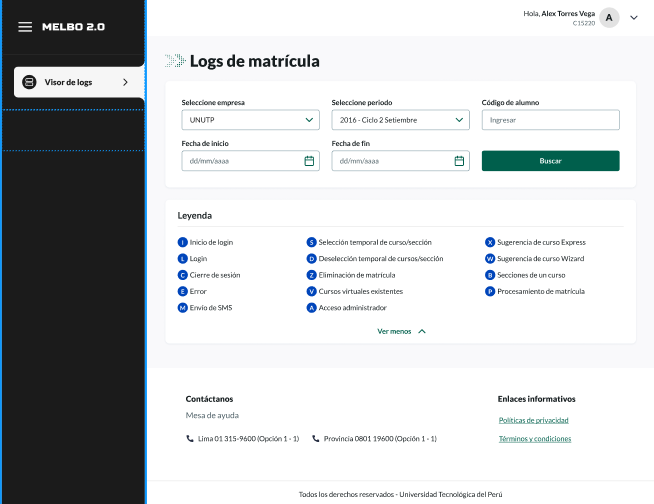 MELBO 2.0
Visor de logs
Hola, Alex Torres Vega
C15220
A
Logs de matrícula
Seleccione empresa
UNUTP
Seleccione periodo
2016 - Ciclo 2 Setiembre
Código de alumno
Ingresar
Fecha de inicio
dd/mm/aaaa
Fecha de fin
dd/mm/aaaa
Buscar
Leyenda
I Inicio de login
L Login
C Cierre de sesión
E Error
M Envío de SMS
S Selección temporal de curso/sección
D Deselección temporal de cursos/sección
Z Eliminación de matrícula
V Cursos virtuales existentes
A Acceso administrador
X Sugerencia de curso Express
W Sugerencia de curso Wizard
B Secciones de un curso
P Procesamiento de matrícula
Ver menos
Contáctanos
Mesa de ayuda
Lima 01 315-9600 (Opción 1 - 1)
Provincia 0801 19600 (Opción 1 - 1)
Enlaces informativos
Políticas de privacidad
Términos y condiciones
Todos los derechos reservados - Universidad Tecnológica del Perú